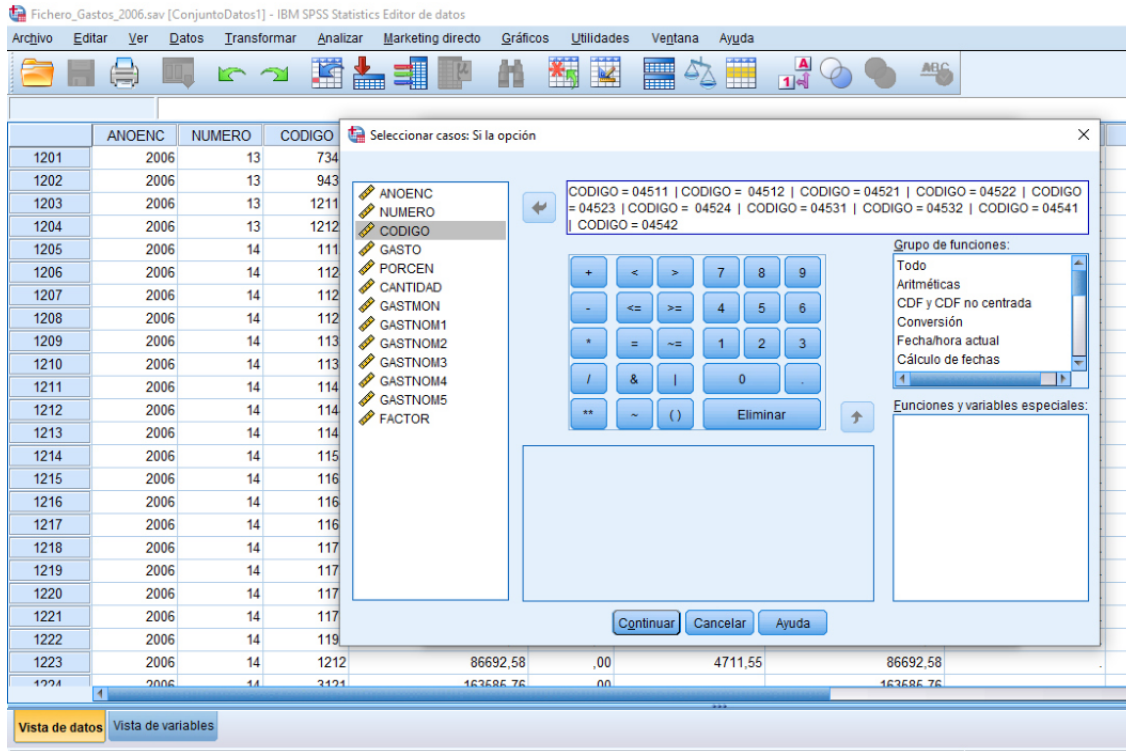 Fichero_Gastos_2006.sav [ConjuntoDatos1] - IBM SPSS Statistics Editor de datos
Archivo Editar Ver Datos Transformar Analizar Marketing directo Gráficos Utilidades Ventana Ayuda
ANOENC NUMERO CODIGO
1201 2006 13 734
1202 2006 13 943
1203 2006 13 1211
1204 2006 13 1212
1205 2006 14 111
1206 2006 14 112
1207 2006 14 112
1208 2006 14 112
1209 2006 14 113
1210 2006 14 113
1211 2006 14 114
1212 2006 14 114
1213 2006 14 114
1214 2006 14 115
1215 2006 14 116
1216 2006 14 116
1217 2006 14 116
1218 2006 14 117
1219 2006 14 117
1220 2006 14 117
1221 2006 14 117
1222 2006 14 119
1223 2006 14 1212 86692,58 ,00 4711,55 86692,58 .
1224 2006 14 3121 163686,76 ,00 163686,76
Seleccionar casos: Si la opción
ANOENC
NUMERO
CODIGO
GASTO
PORCEN
CANTIDAD
GASTMON
GASTNOM1
GASTNOM2
GASTNOM3
GASTNOM4
GASTNOM5
FACTOR
CODIGO = 04511 | CODIGO = 04512 | CODIGO = 04521 | CODIGO = 04522 | CODIGO
= 04523 | CODIGO = 04524 | CODIGO = 04531 | CODIGO = 04532 | CODIGO = 04541
| CODIGO = 04542
+ < > 7 8 9
- <= >= 4 5 6
* = ~= 1 2 3
/ & | 0 .
** ~ ( ) Eliminar
Grupo de funciones:
Todo
Aritméticas
CDF y CDF no centrada
Conversión
Fecha/hora actual
Cálculo de fechas
Funciones y variables especiales:
Continuar Cancelar Ayuda
Vista de datos Vista de variables